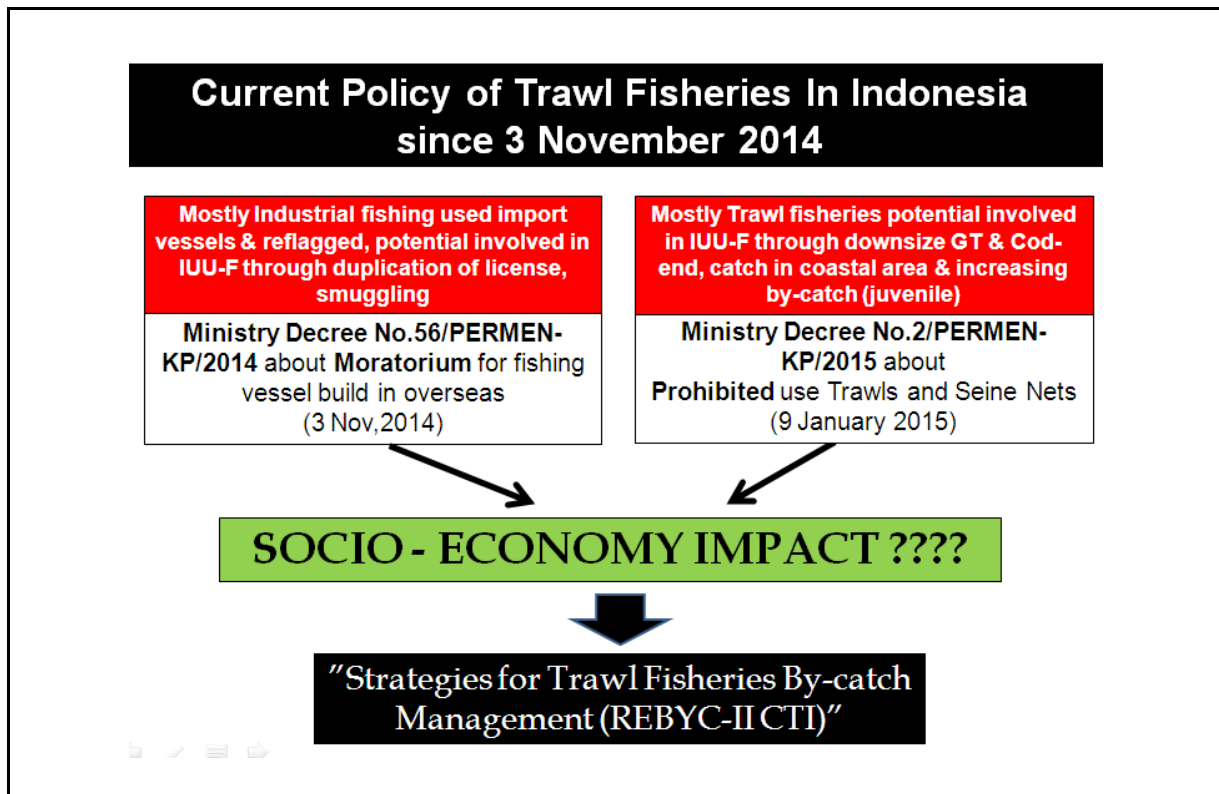 Current Policy of Trawl Fisheries In Indonesia
since 3 November 2014
Mostly Industrial fishing used import
vessels & reflagged, potential involved in
IUU-F through duplication of license,
smuggling
Ministry Decree No.56/PERMEN-
KP/2014 about Moratorium for fishing
vessel build in overseas
(3 Nov,2014)
Mostly Trawl fisheries potential involved
in IUU-F through downsize GT & Cod-
end, catch in coastal area & increasing
by-catch (juvenile)
Ministry Decree No.2/PERMEN-
KP/2015 about
Prohibited use Trawls and Seine Nets
(9 January 2015)
SOCIO - ECONOMY IMPACT ????
"Strategies for Trawl Fisheries By-catch
Management (REBYC-II CTI)"